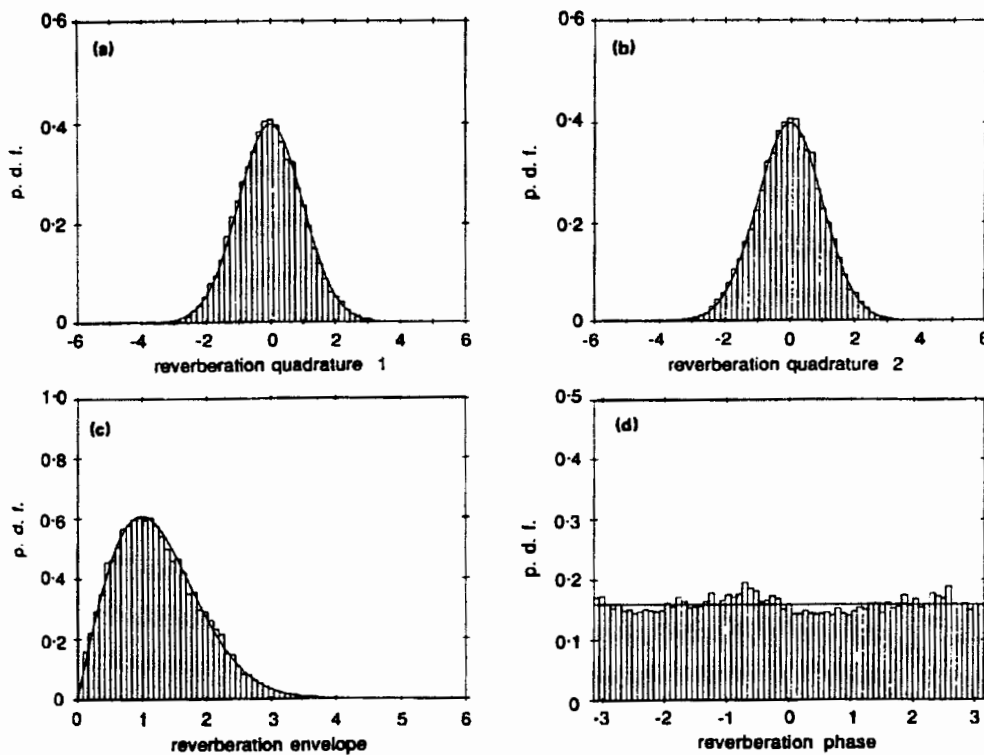 (a)
0·6
0·4
0·2
0
p. d. f.
-6 -4 -2 0 2 4 6
reverberation quadrature 1
(b)
0·6
0·4
0·2
0
p. d. f.
-6 -4 -2 0 2 4 6
reverberation quadrature 2
(c)
1·0
0·8
0·6
0·4
0·2
0
p. d. f.
0 1 2 3 4 5 6
reverberation envelope
(d)
0·5
0·4
0·3
0·2
0·1
0
p. d. f.
-3 -2 -1 0 1 2 3
reverberation phase